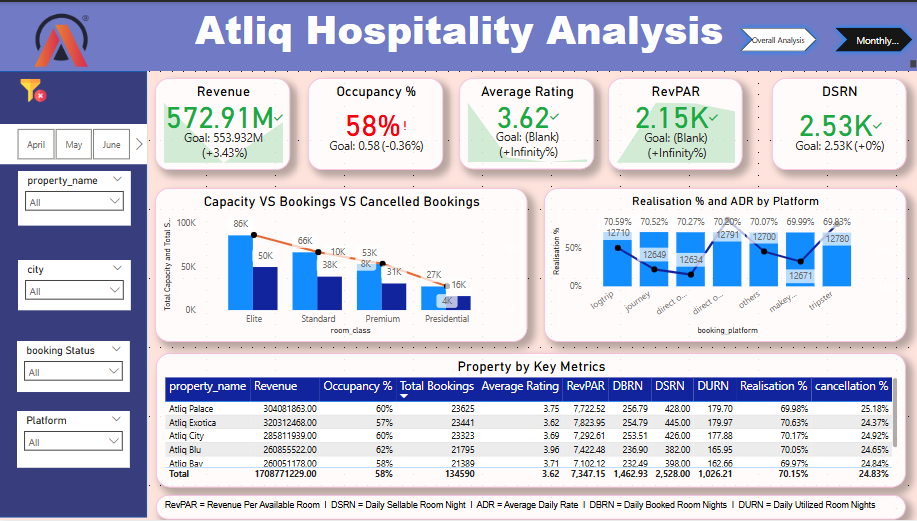 Atliq Hospitality Analysis
Overall Analysis
Monthly...
April May June
property_name
All
city
All
booking Status
All
Platform
All
Revenue
572.91M
Goal: 553.932M
(+3.43%)
Occupancy %
58%!
Goal: 0.58 (-0.36%)
Average Rating
3.62
Goal: (Blank)
(+Infinity%)
RevPAR
2.15K
Goal: (Blank)
(+Infinity%)
DSRN
2.53K
Goal: 2.53K (+0%)
Capacity VS Bookings VS Cancelled Bookings
Total Capacity and Total S...
100K
50K
0K
86K
50K
66K
10K
38K
53K
8K
31K
27K
4K
16K
Elite Standard Premium Presidential
room_class
Realisation % and ADR by Platform
Realisation %
50%
0%
70.59% 70.52% 70.27% 70.20% 70.07% 69.99% 69.83%
12710 12649 12634 12791 12700 12671 12780
logtrip journey direct o... direct o... others makey... tripster
booking_platform
Property by Key Metrics
property_name Revenue Occupancy % Total Bookings Average Rating RevPAR DBRN DSRN DURN Realisation % cancellation %
Atliq Palace 304081863.00 60% 23625 3.75 7,722.52 256.79 428.00 179.70 69.98% 25.18%
Atliq Exotica 320312468.00 57% 23441 3.62 7,823.95 254.79 445.00 179.97 70.63% 24.37%
Atliq City 285811939.00 60% 23323 3.69 7,292.61 253.51 426.00 177.88 70.17% 24.92%
Atliq Blu 260855522.00 62% 21795 3.96 7,422.48 236.90 382.00 165.95 70.05% 24.65%
Atliq Bay 260051178.00 58% 21389 3.71 7,102.12 232.49 398.00 162.66 69.97% 24.84%
Total 1708771229.00 58% 134590 3.62 7,347.15 1,462.93 2,528.00 1,026.21 70.15% 24.83%
RevPAR = Revenue Per Available Room I DSRN = Daily Sellable Room Night I ADR = Average Daily Rate I DBRN = Daily Booked Room Nights I DURN = Daily Utilized Room Nights